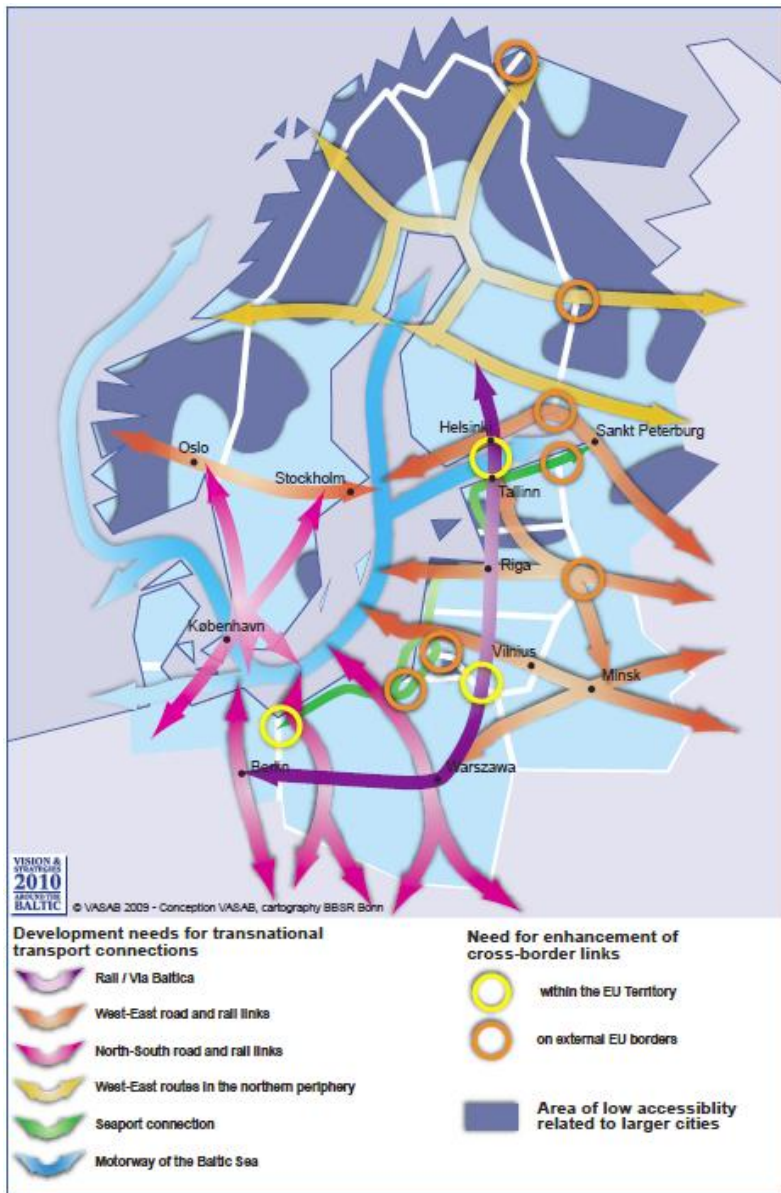 Oslo
Stockholm
Helsinki
Sankt Peterburg
Tallinn
Riga
København
Vilnius
Minsk
Berlin
Warszawa
VISION &
STRATEGIES
2010
AROUND THE
BALTIC
© VASAB 2009 - Conception VASAB, cartography BBSR Bonn
Development needs for transnational
transport connections
Rail / Via Baltica
West-East road and rail links
North-South road and rail links
West-East routes in the northern periphery
Seaport connection
Motorway of the Baltic Sea
Need for enhancement of
cross-border links
within the EU Territory
on external EU borders
Area of low accessiblity
related to larger cities